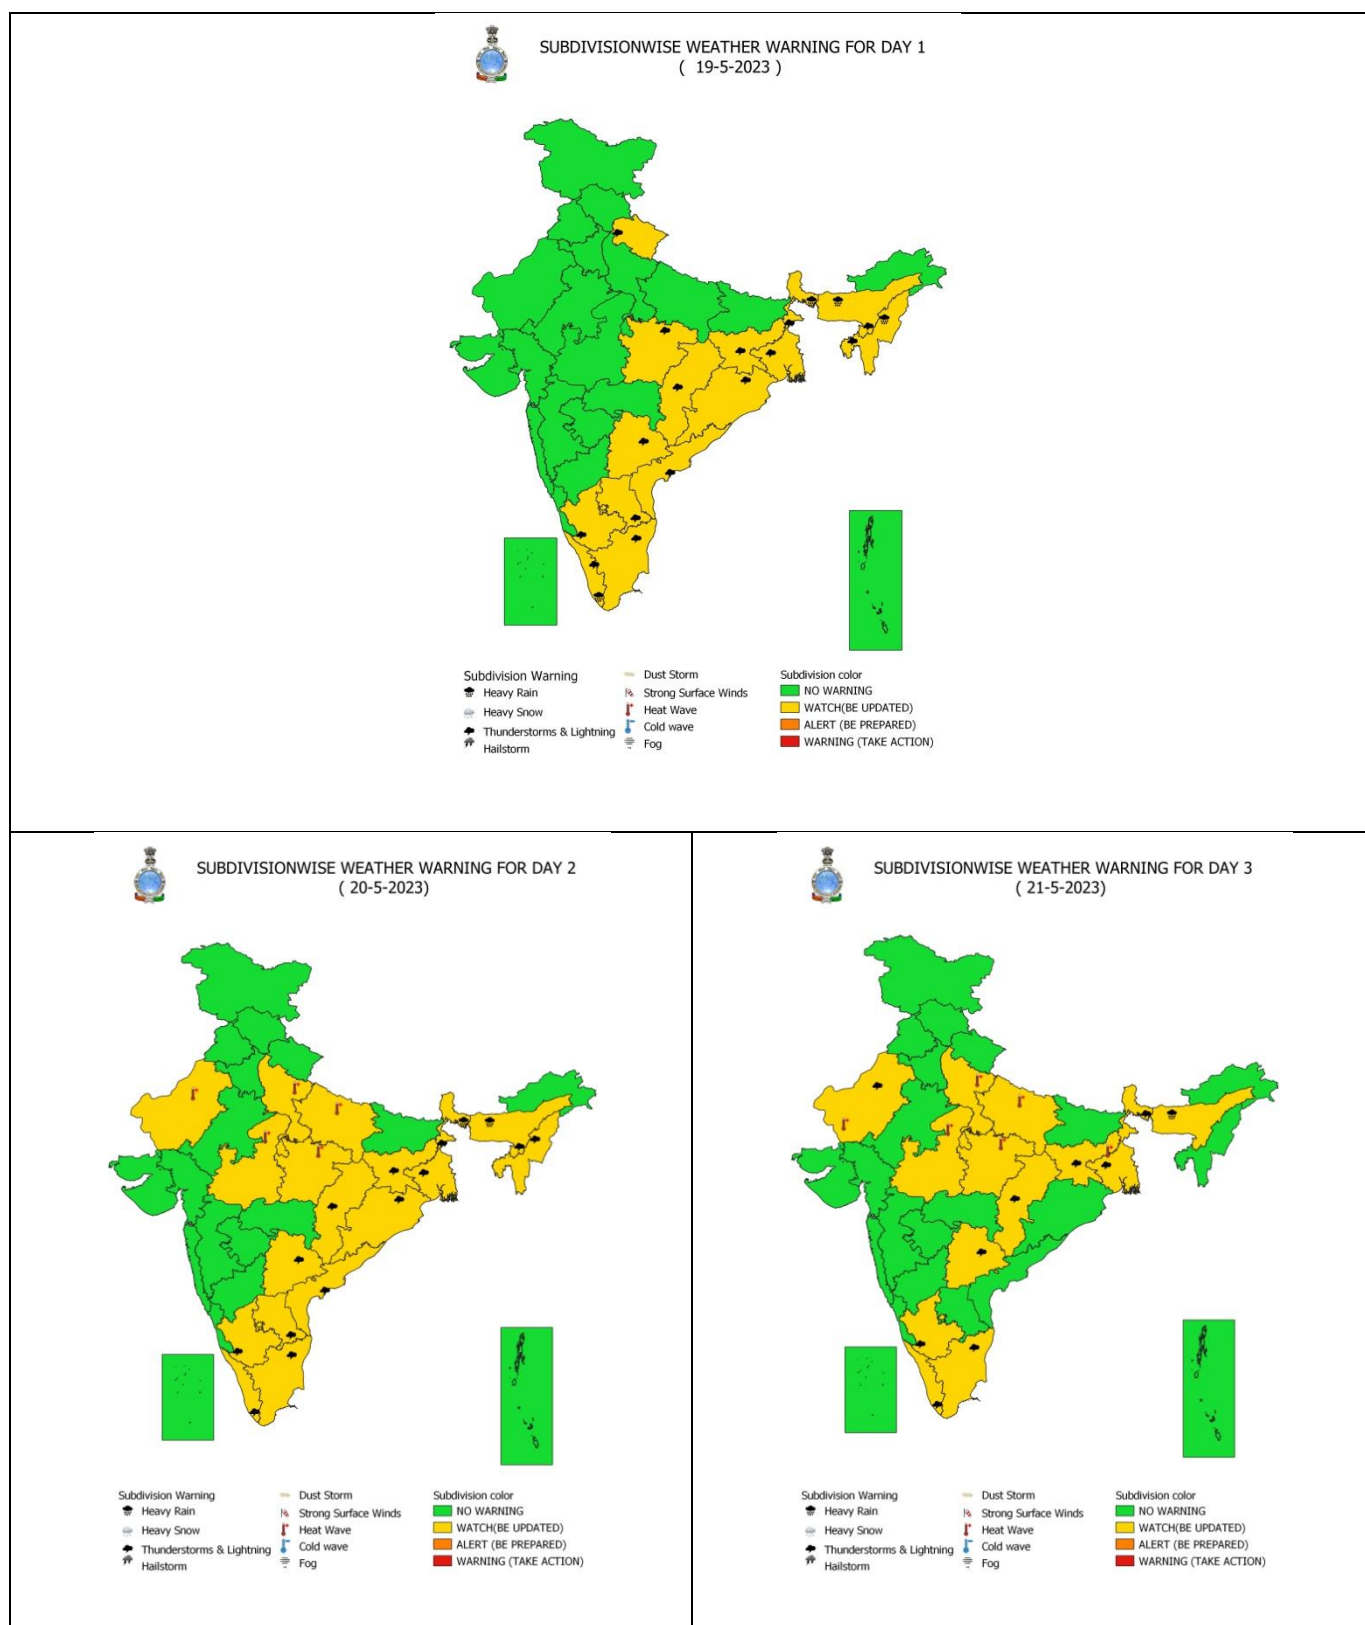 SUBDIVISIONWISE WEATHER WARNING FOR DAY 1
( 19-5-2023 )
Subdivision Warning
Heavy Rain
Heavy Snow
Thunderstorms & Lightning
Hailstorm
Dust Storm
Strong Surface Winds
Heat Wave
Cold wave
Fog
Subdivision color
NO WARNING
WATCH(BE UPDATED)
ALERT (BE PREPARED)
WARNING (TAKE ACTION)
SUBDIVISIONWISE WEATHER WARNING FOR DAY 2
( 20-5-2023)
Subdivision Warning
Heavy Rain
Heavy Snow
Thunderstorms & Lightning
Hailstorm
Dust Storm
Strong Surface Winds
Heat Wave
Cold wave
Fog
Subdivision color
NO WARNING
WATCH(BE UPDATED)
ALERT (BE PREPARED)
WARNING (TAKE ACTION)
SUBDIVISIONWISE WEATHER WARNING FOR DAY 3
( 21-5-2023)
Subdivision Warning
Heavy Rain
Heavy Snow
Thunderstorms & Lightning
Hailstorm
Dust Storm
Strong Surface Winds
Heat Wave
Cold wave
Fog
Subdivision color
NO WARNING
WATCH(BE UPDATED)
ALERT (BE PREPARED)
WARNING (TAKE ACTION)